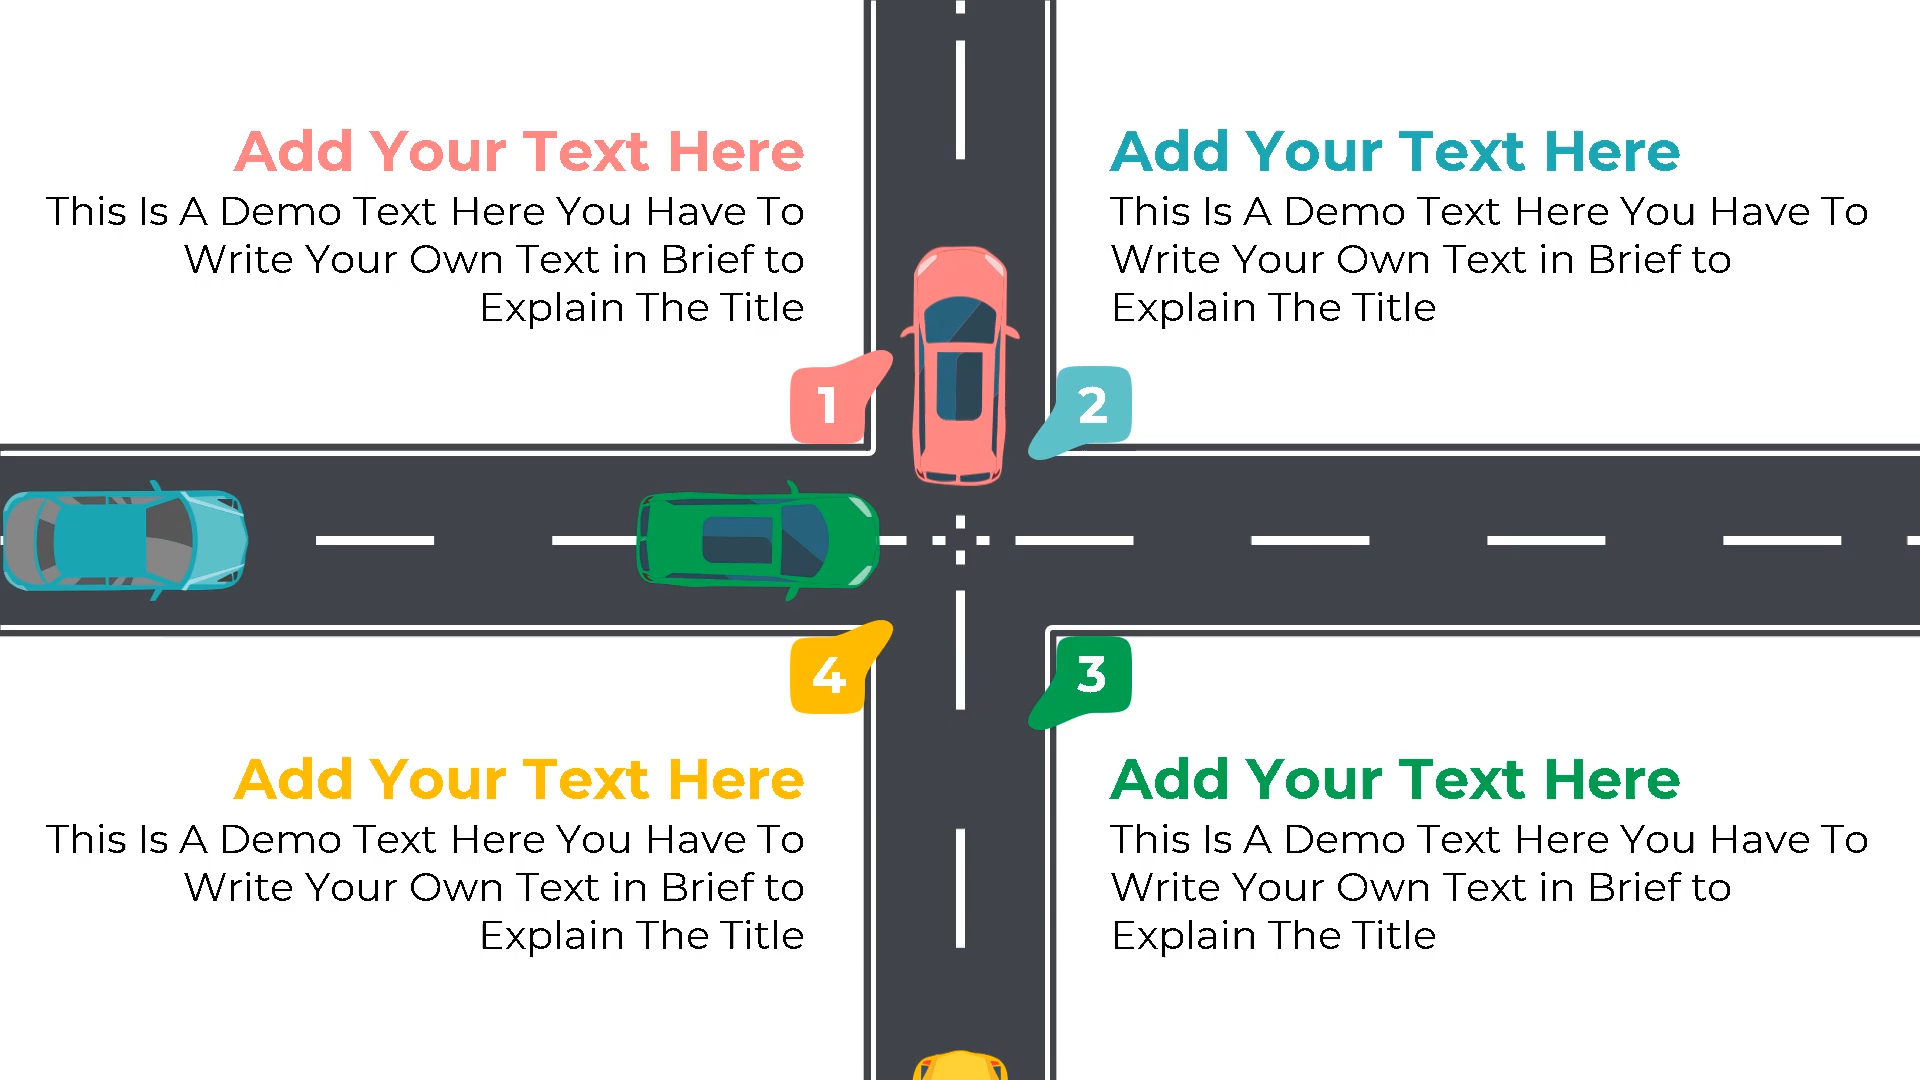 Add Your Text Here
This Is A Demo Text Here You Have To
Write Your Own Text in Brief to
Explain The Title
1
Add Your Text Here
This Is A Demo Text Here You Have To
Write Your Own Text in Brief to
Explain The Title
2
4
Add Your Text Here
This Is A Demo Text Here You Have To
Write Your Own Text in Brief to
Explain The Title
3
Add Your Text Here
This Is A Demo Text Here You Have To
Write Your Own Text in Brief to
Explain The Title